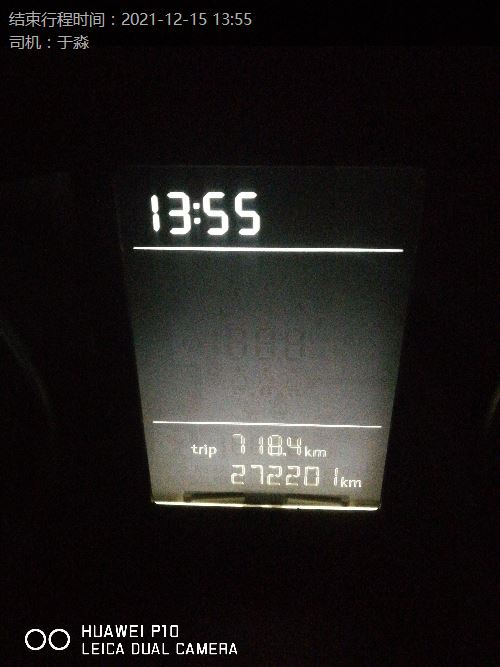 结束行程时间：2021-12-15 13:55
司机：于淼
13:55
trip 718.4km
272201km
HUAWEI P10
LEICA DUAL CAMERA